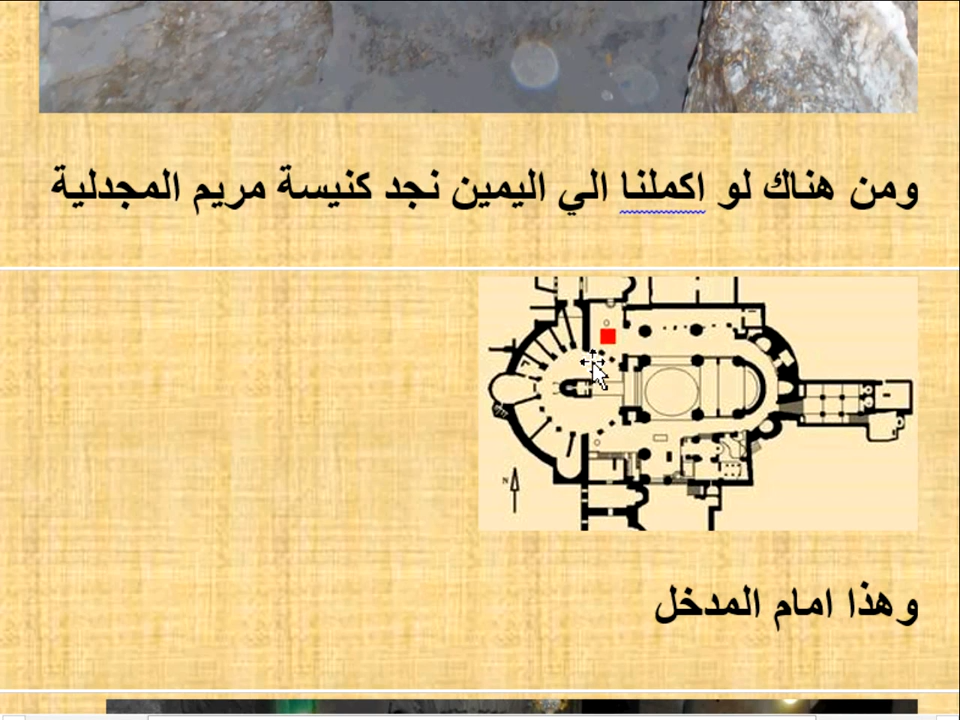 ومن هناك لو اكملنا الي اليمين نجد كنيسة مريم المجدلية
N
وهذا امام المدخل